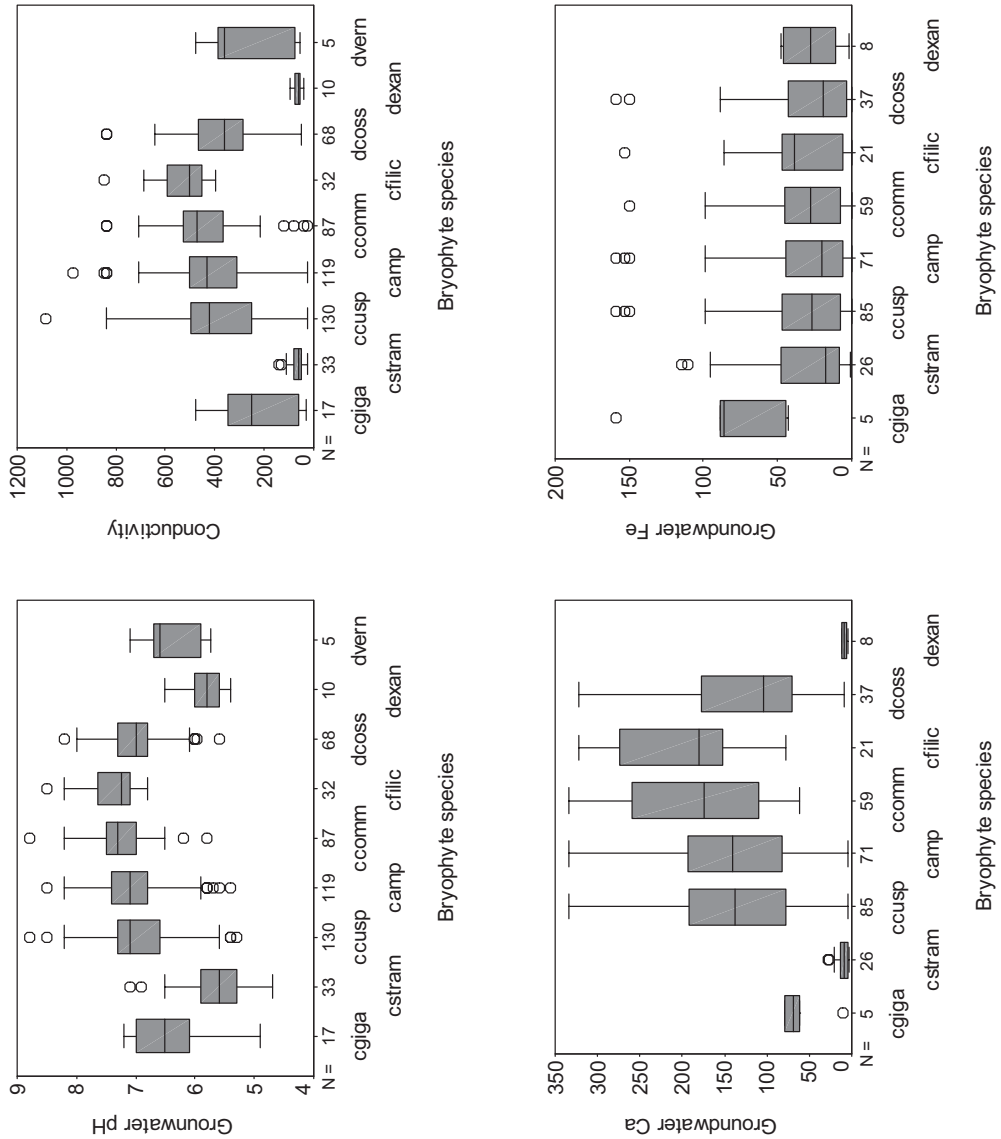 9
8
7
6
5
4
Grounwater pH
N =
17
33
130
119
87
32
68
10
5
cgiga
cstram
ccusp
camp
ccomm
cfilic
dcoss
dexan
dvern
Bryophyte species
1200
1000
800
600
400
200
0
Conductivity
N =
17
33
130
119
87
32
68
10
5
cgiga
cstram
ccusp
camp
ccomm
cfilic
dcoss
dexan
dvern
Bryophyte species
350
300
250
200
150
100
50
0
Groundwater Ca
N =
5
26
85
71
59
21
37
8
cgiga
cstram
ccusp
camp
ccomm
cfilic
dcoss
dexan
Bryophyte species
200
150
100
50
0
Groundwater Fe
N =
5
26
85
71
59
21
37
8
cgiga
cstram
ccusp
camp
ccomm
cfilic
dcoss
dexan
Bryophyte species